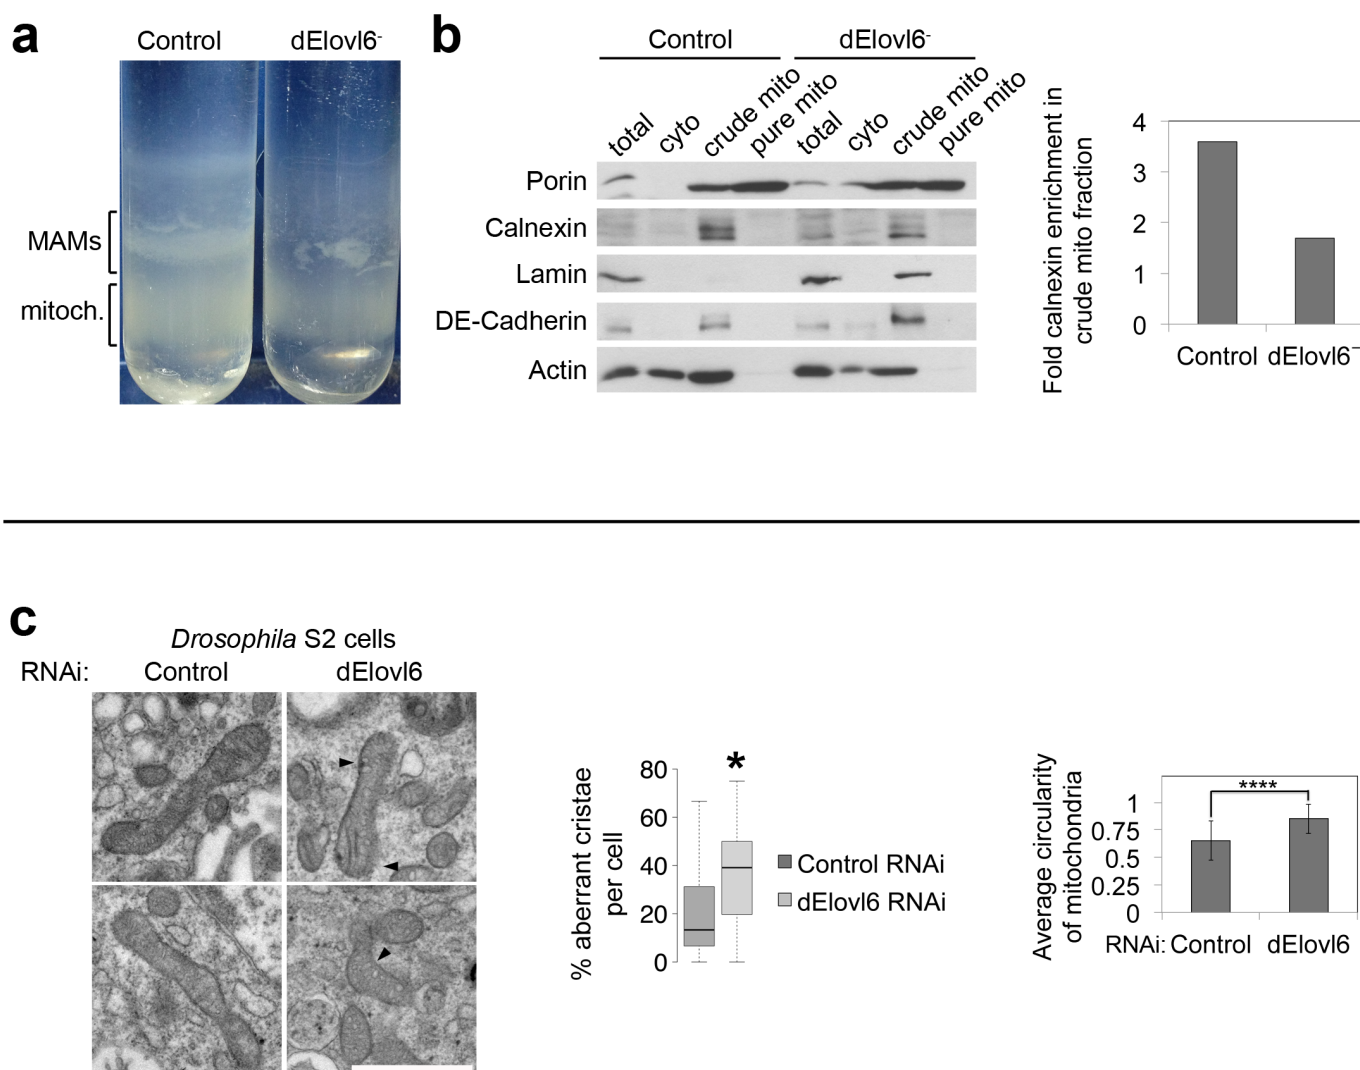 a
Control dElovl6-
MAMs
mitoch.
b
Control dElovl6-
total cyto crude mito pure mito total cyto crude mito pure mito
Porin
Calnexin
Lamin
DE-Cadherin
Actin
Fold calnexin enrichment in
crude mito fraction
4
3
2
1
0
Control dElovl6-
c
Drosophila S2 cells
RNAi: Control dElovl6
% aberrant cristae
per cell
80
60
40
20
0
*
Control RNAi
dElovl6 RNAi
Average circularity
of mitochondria
1
0.75
0.5
0.25
0
****
RNAi: Control dElovl6